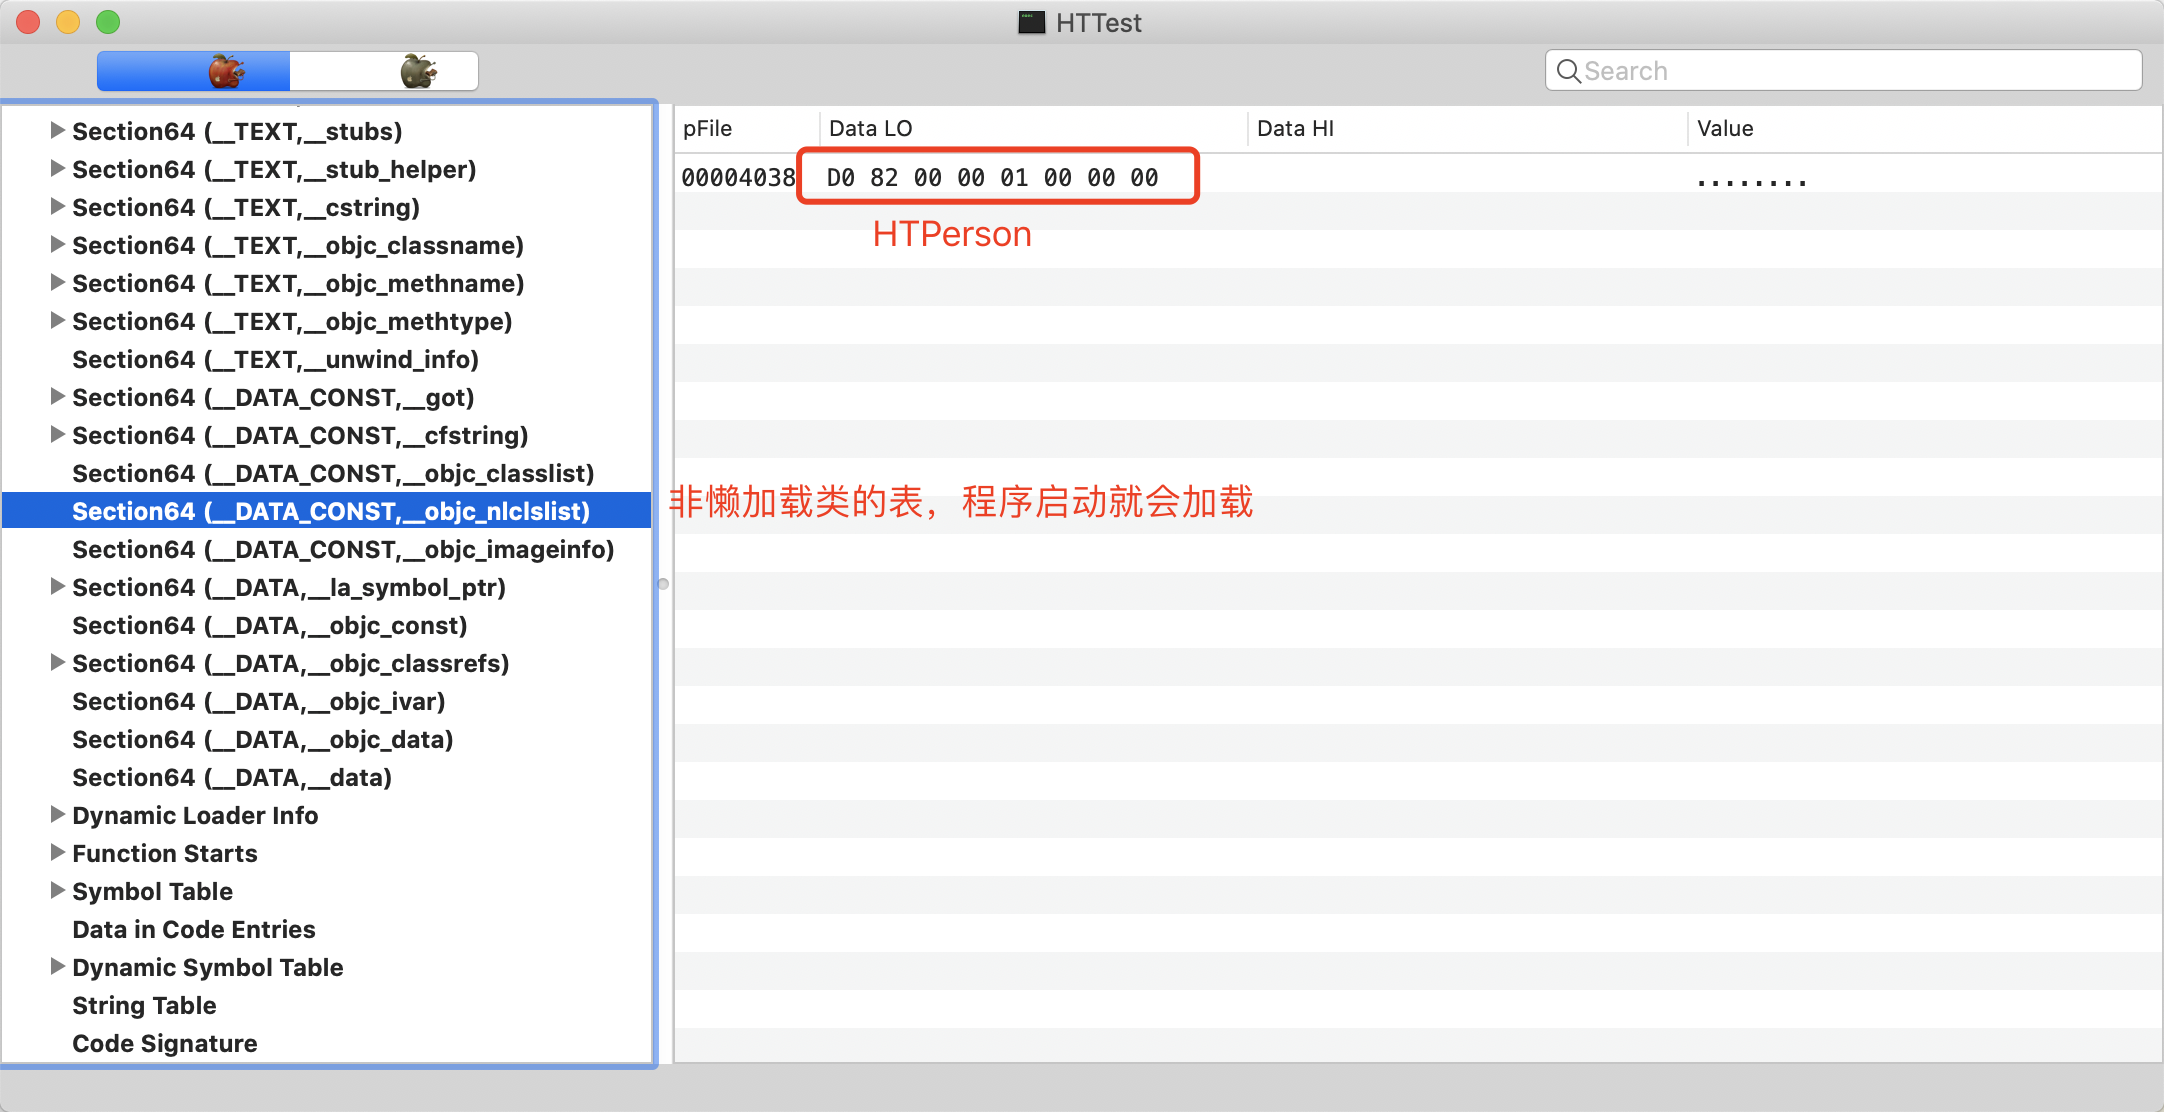 HTTest
Search
Section64 (__TEXT,__stubs)
Section64 (__TEXT,__stub_helper)
Section64 (__TEXT,__cstring)
Section64 (__TEXT,__objc_classname)
Section64 (__TEXT,__objc_methname)
Section64 (__TEXT,__objc_methtype)
Section64 (__TEXT,__unwind_info)
Section64 (__DATA_CONST,__got)
Section64 (__DATA_CONST,__cfstring)
Section64 (__DATA_CONST,__objc_classlist)
Section64 (__DATA_CONST,__objc_nlclslist)
Section64 (__DATA_CONST,__objc_imageinfo)
Section64 (__DATA,__la_symbol_ptr)
Section64 (__DATA,__objc_const)
Section64 (__DATA,__objc_classrefs)
Section64 (__DATA,__objc_ivar)
Section64 (__DATA,__objc_data)
Section64 (__DATA,__data)
Dynamic Loader Info
Function Starts
Symbol Table
Data in Code Entries
Dynamic Symbol Table
String Table
Code Signature
pFile Data LO Data HI Value
00004038 D0 82 00 00 01 00 00 00 ........
HTPerson
非懒加载类的表，程序启动就会加载